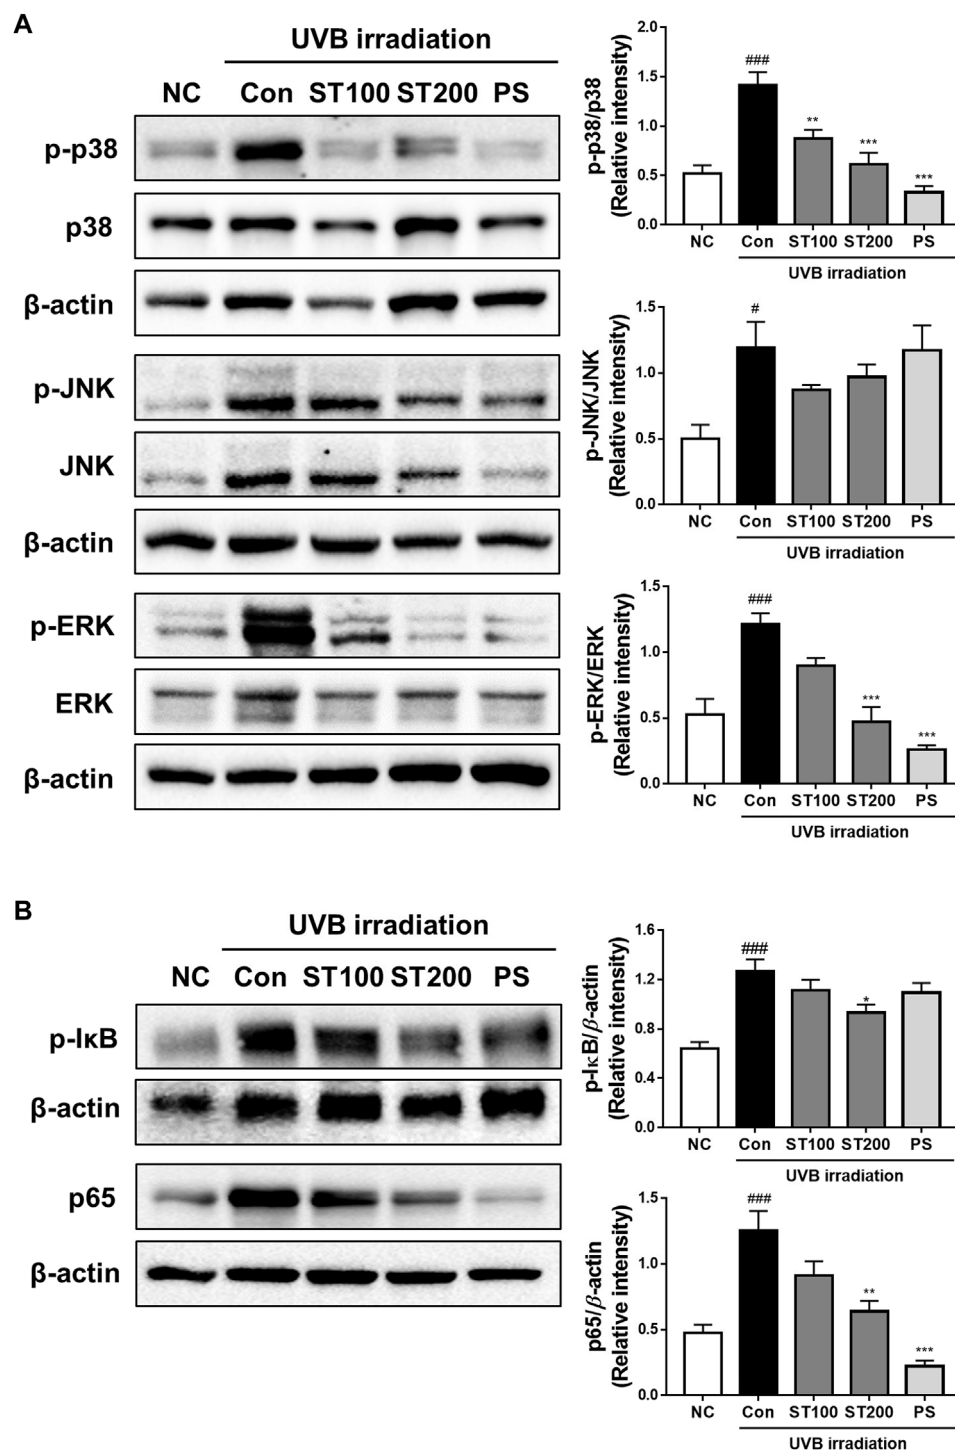 A
UVB irradiation
NC Con ST100 ST200 PS
p-p38
p38
β-actin
p-JNK
JNK
β-actin
p-ERK
ERK
β-actin
p-p38/p38
(Relative intensity)
2.0
1.5
1.0
0.5
0.0
###
**
***
***
NC Con ST100 ST200 PS
UVB irradiation
p-JNK/JNK
(Relative intensity)
1.5
1.0
0.5
0.0
#
NC Con ST100 ST200 PS
UVB irradiation
p-ERK/ERK
(Relative intensity)
1.5
1.0
0.5
0.0
###
***
***
NC Con ST100 ST200 PS
UVB irradiation
B
UVB irradiation
NC Con ST100 ST200 PS
p-IκB
β-actin
p65
β-actin
p-IκB/β-actin
(Relative intensity)
1.6
1.2
0.8
0.4
0.0
###
*
NC Con ST100 ST200 PS
UVB irradiation
p65/β-actin
(Relative intensity)
1.5
1.0
0.5
0.0
###
**
***
NC Con ST100 ST200 PS
UVB irradiation